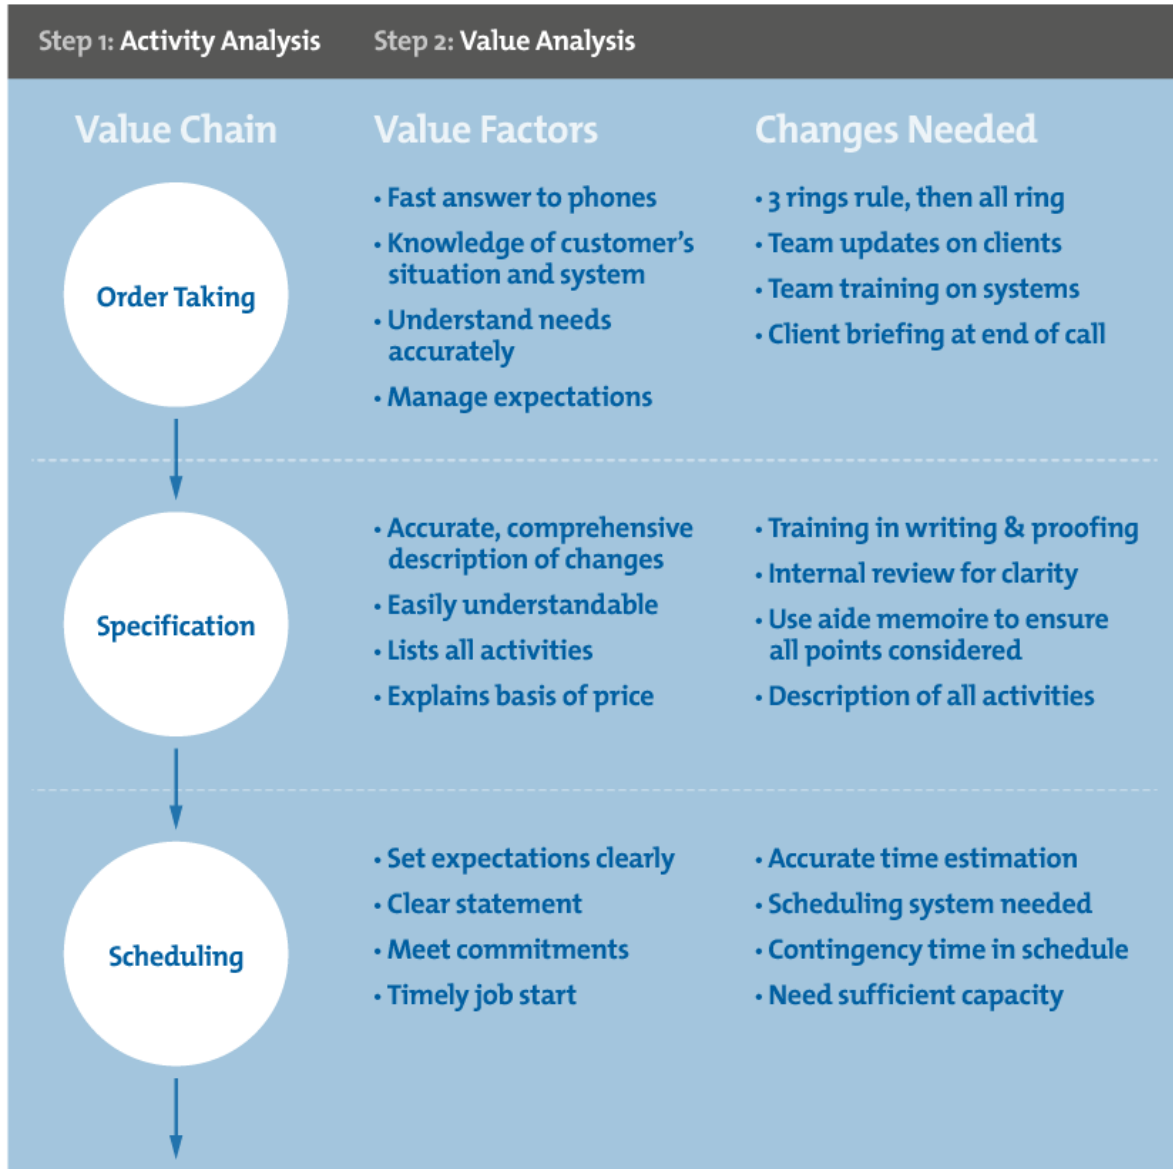 Step 1: Activity Analysis
Step 2: Value Analysis
Value Chain
Value Factors
Changes Needed
Order Taking
• Fast answer to phones
• Knowledge of customer's
situation and system
• Understand needs
accurately
• Manage expectations
• 3 rings rule, then all ring
• Team updates on clients
• Team training on systems
• Client briefing at end of call
Specification
• Accurate, comprehensive
description of changes
• Easily understandable
• Lists all activities
• Explains basis of price
• Training in writing & proofing
• Internal review for clarity
• Use aide memoire to ensure
all points considered
• Description of all activities
Scheduling
• Set expectations clearly
• Clear statement
• Meet commitments
• Timely job start
• Accurate time estimation
• Scheduling system needed
• Contingency time in schedule
• Need sufficient capacity